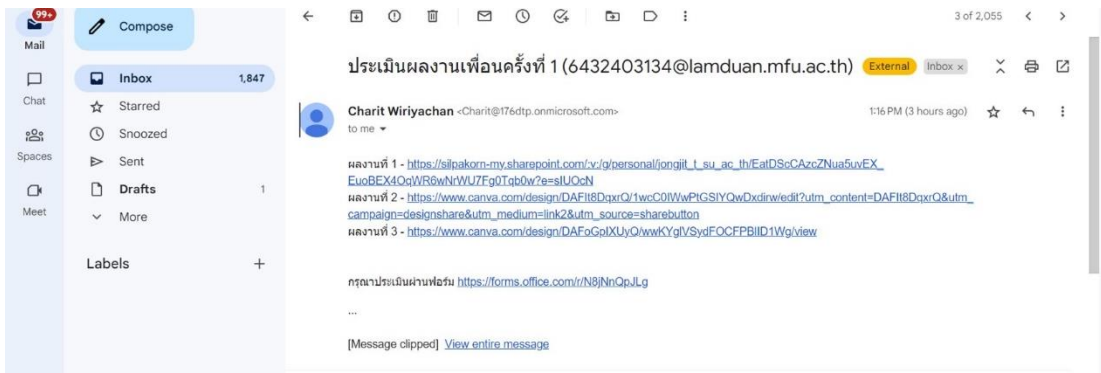 99+
Mail
Chat
Spaces
Meet
Compose
Inbox 1,847
Starred
Snoozed
Sent
Drafts 1
More
Labels +
3 of 2,055
ประเมินผลงานเพื่อนครั้งที่ 1 (6432403134@lamduan.mfu.ac.th) External Inbox ×
Charit Wiriyachan <Charit@176dtp.onmicrosoft.com> 1:16 PM (3 hours ago)
to me
ผลงานที่ 1 - https://silpakorn-my.sharepoint.com/:v:/g/personal/jongjit_t_su_ac_th/EatDScCAzcZNua5uvEX_
EuoBEX4OqWR6wNrWU7Fg0Tqb0w?e=sIUOcN
ผลงานที่ 2 - https://www.canva.com/design/DAFIt8DqxrQ/1wcC0IWwPtGSIYQwDxdirw/edit?utm_content=DAFIt8DqxrQ&utm_
campaign=designshare&utm_medium=link2&utm_source=sharebutton
ผลงานที่ 3 - https://www.canva.com/design/DAFoGpIXUyQ/wwKYgIVSydFOCFPBIID1Wg/view
กรุณาประเมินผ่านฟอร์ม https://forms.office.com/r/N8jNnQpJLg
...
[Message clipped] View entire message